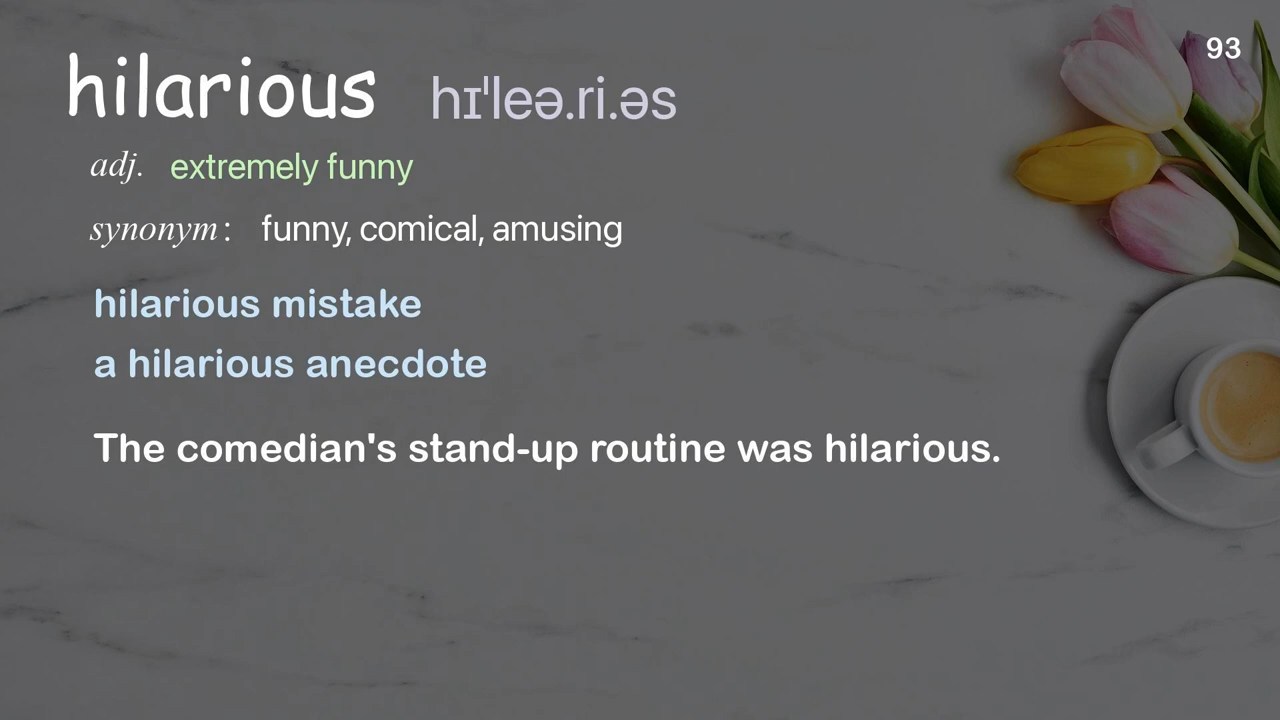 93
hilarious hɪˈleə.ri.əs
adj. extremely funny
synonym: funny, comical, amusing
hilarious mistake
a hilarious anecdote
The comedian's stand-up routine was hilarious.